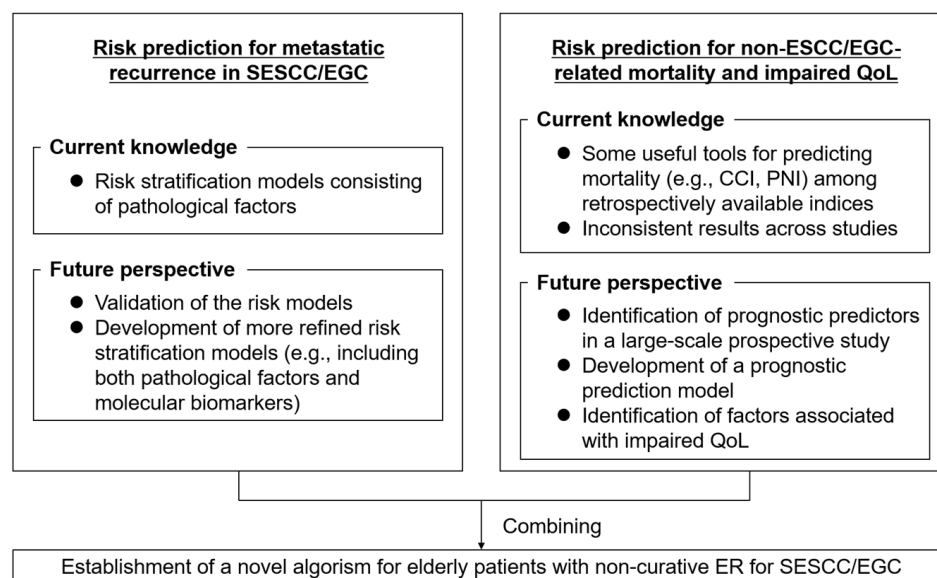 Risk prediction for metastatic
recurrence in SESCC/EGC
Current knowledge
● Risk stratification models consisting
of pathological factors
Future perspective
● Validation of the risk models
● Development of more refined risk
stratification models (e.g., including
both pathological factors and
molecular biomarkers)
Risk prediction for non-ESCC/EGC-
related mortality and impaired QoL
Current knowledge
● Some useful tools for predicting
mortality (e.g., CCI, PNI) among
retrospectively available indices
● Inconsistent results across studies
Future perspective
● Identification of prognostic predictors
in a large-scale prospective study
● Development of a prognostic
prediction model
● Identification of factors associated
with impaired QoL
Combining
Establishment of a novel algorism for elderly patients with non-curative ER for SESCC/EGC